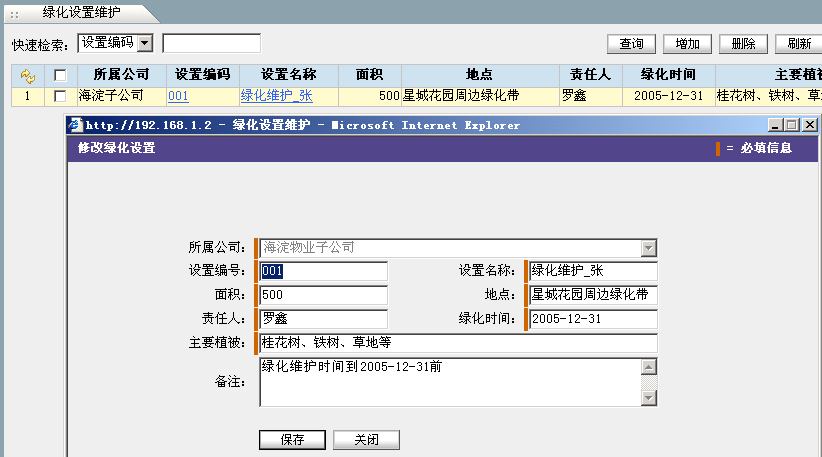 绿化设置维护
快速检索： 设置编码 查询 增加 删除 刷新
所属公司 设置编码 设置名称 面积 地点 责任人 绿化时间 主要植被
1 海淀子公司 001 绿化维护_张 500 星城花园周边绿化带 罗鑫 2005-12-31 桂花树、铁树、草
http://192.168.1.2 - 绿化设置维护 - Microsoft Internet Explorer
修改绿化设置 = 必填信息
所属公司： 海淀物业子公司
设置编号： 001 设置名称： 绿化维护_张
面积： 500 地点： 星城花园周边绿化带
责任人： 罗鑫 绿化时间： 2005-12-31
主要植被： 桂花树、铁树、草地等
备注： 绿化维护时间到2005-12-31前
保存 关闭